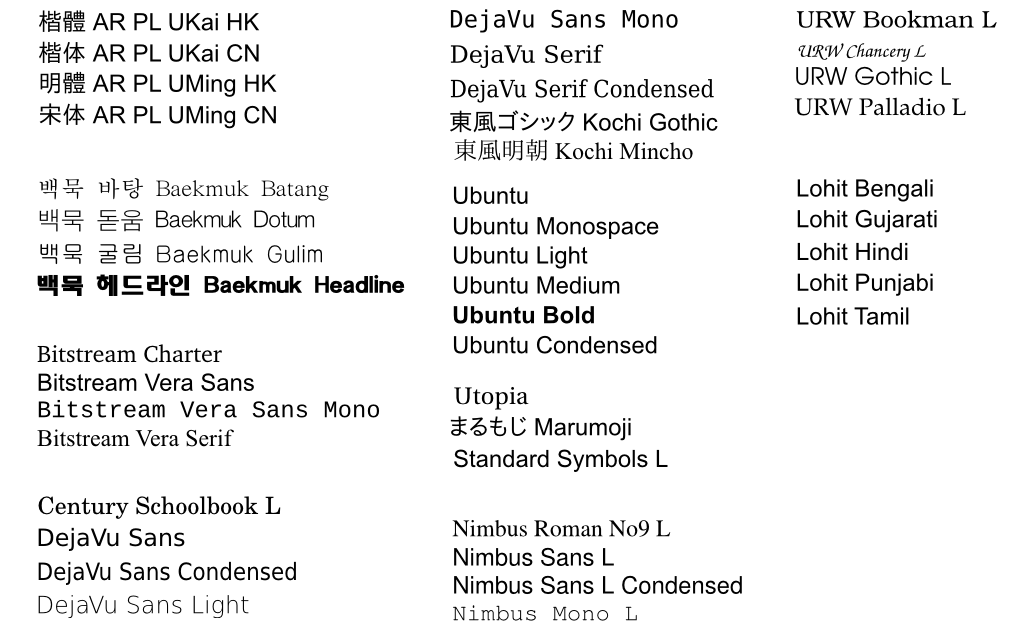 楷體 AR PL UKai HK
楷体 AR PL UKai CN
明體 AR PL UMing HK
宋体 AR PL UMing CN
백묵 바탕 Baekmuk Batang
백묵 돋움 Baekmuk Dotum
백묵 굴림 Baekmuk Gulim
백묵 헤드라인 Baekmuk Headline
Bitstream Charter
Bitstream Vera Sans
Bitstream Vera Sans Mono
Bitstream Vera Serif
Century Schoolbook L
DejaVu Sans
DejaVu Sans Condensed
DejaVu Sans Light
DejaVu Sans Mono
DejaVu Serif
DejaVu Serif Condensed
東風ゴシック Kochi Gothic
東風明朝 Kochi Mincho
Ubuntu
Ubuntu Monospace
Ubuntu Light
Ubuntu Medium
Ubuntu Bold
Ubuntu Condensed
Utopia
まるもじ Marumoji
Standard Symbols L
Nimbus Roman No9 L
Nimbus Sans L
Nimbus Sans L Condensed
Nimbus Mono L
URW Bookman L
URW Chancery L
URW Gothic L
URW Palladio L
Lohit Bengali
Lohit Gujarati
Lohit Hindi
Lohit Punjabi
Lohit Tamil